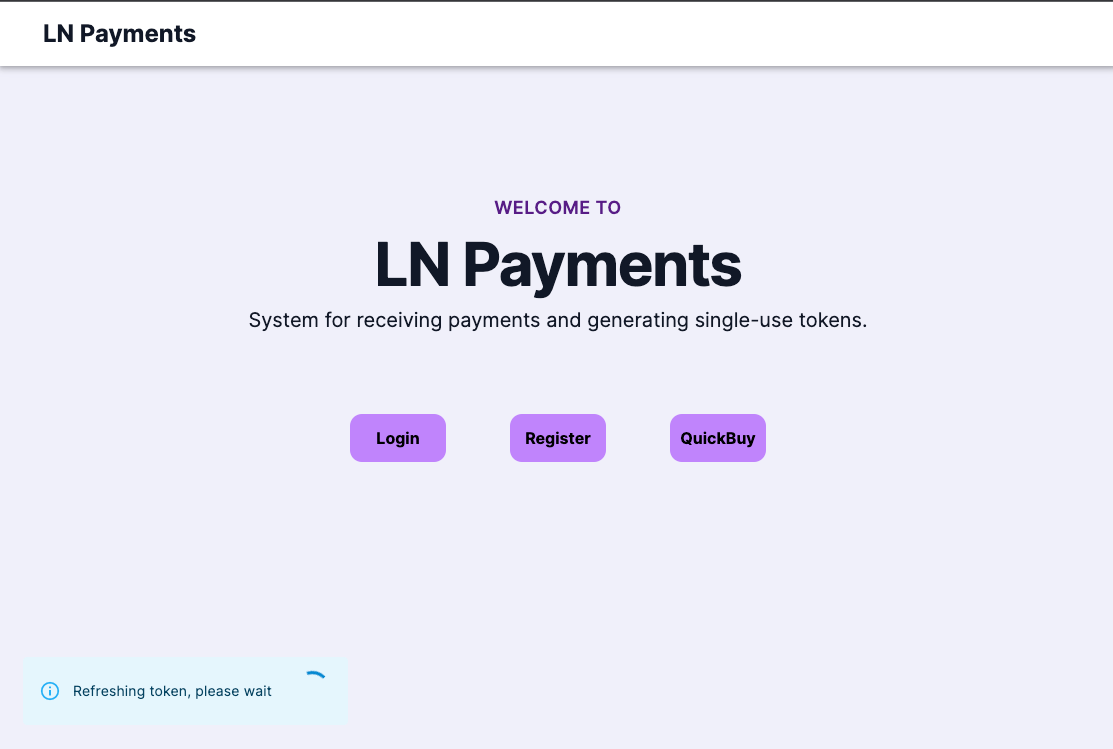 LN Payments
WELCOME TO
LN Payments
System for receiving payments and generating single-use tokens.
Login Register QuickBuy
Refreshing token, please wait